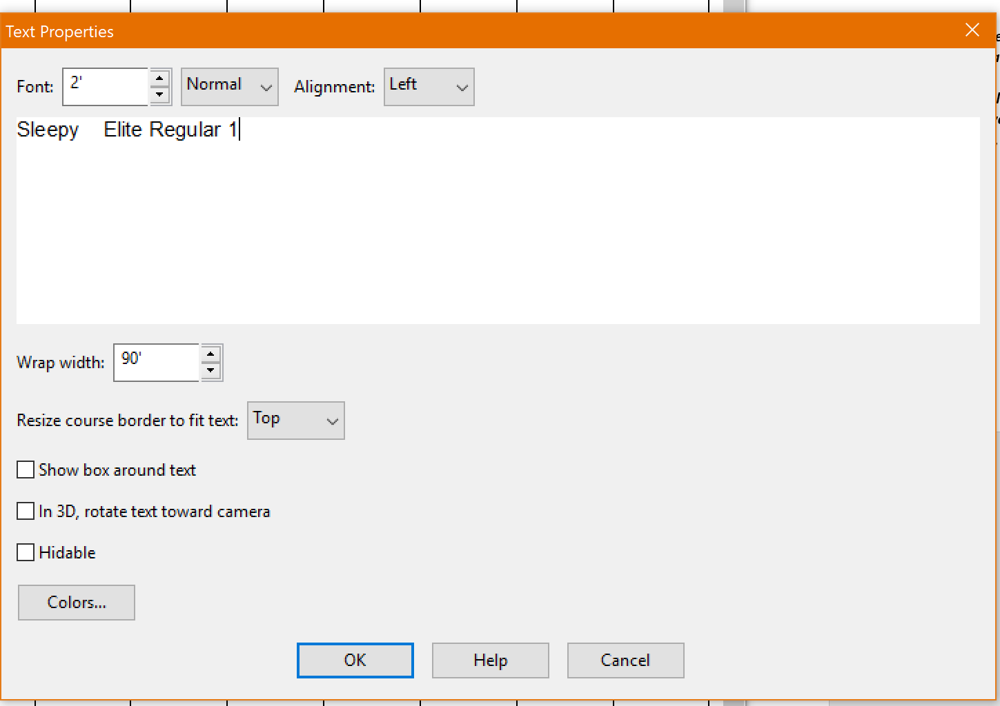 Text Properties
Font: 2' Normal Alignment: Left
Sleepy    Elite Regular 1
Wrap width: 90'
Resize course border to fit text: Top
Show box around text
In 3D, rotate text toward camera
Hidable
Colors...
OK Help Cancel